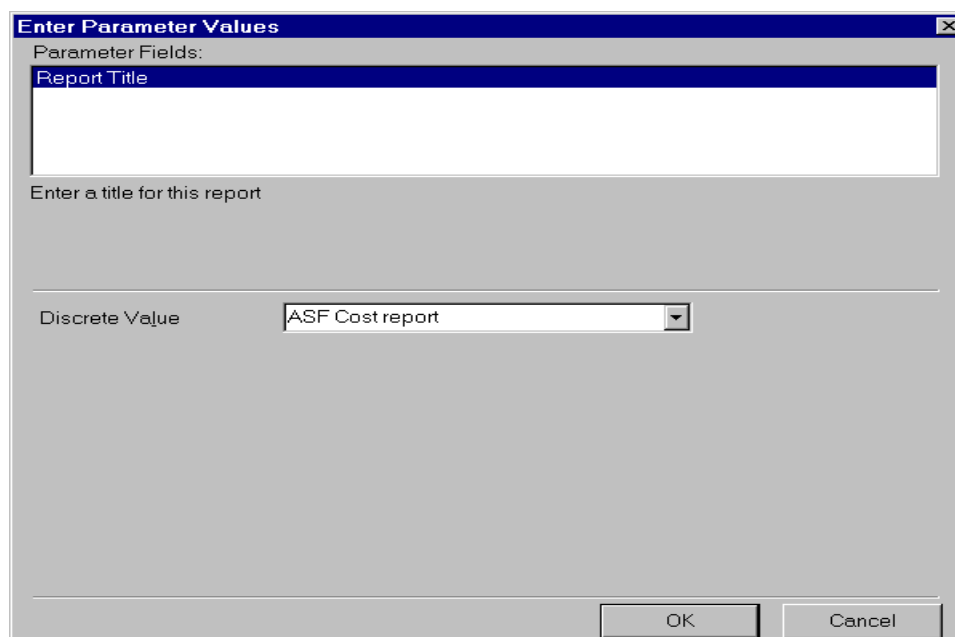 Enter Parameter Values
Parameter Fields:
Report Title
Enter a title for this report
Discrete Value
ASF Cost report
OK
Cancel